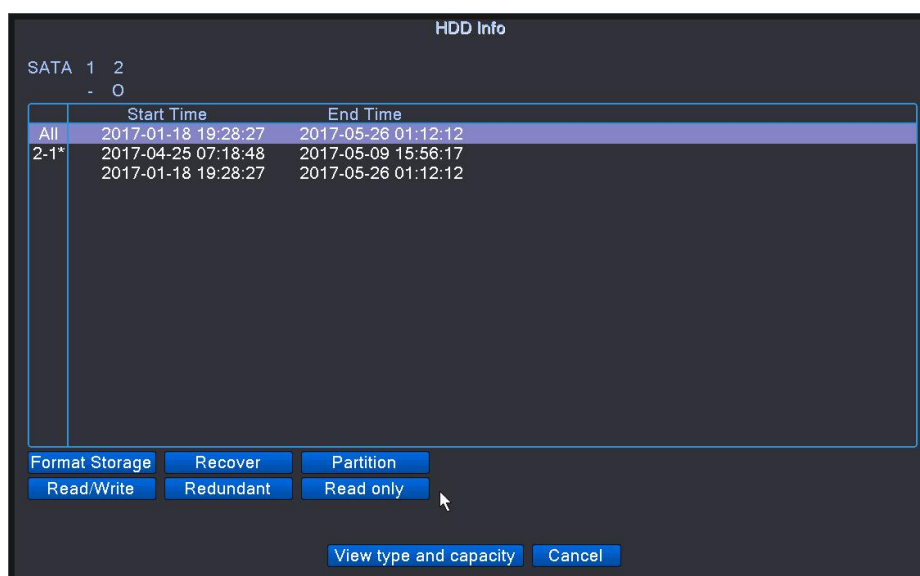 HDD Info
SATA 1 2
- O
Start Time End Time
All 2017-01-18 19:28:27 2017-05-26 01:12:12
2-1* 2017-04-25 07:18:48 2017-05-09 15:56:17
2017-01-18 19:28:27 2017-05-26 01:12:12
Format Storage Recover Partition
Read/Write Redundant Read only
View type and capacity Cancel